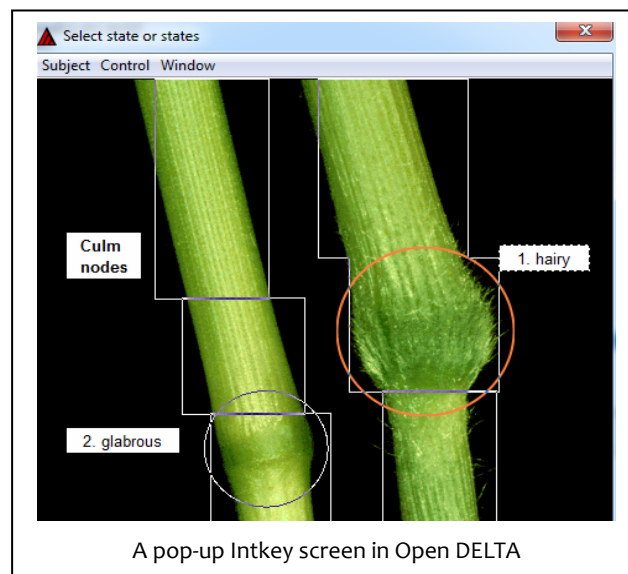 Select state or states
Subject Control Window
Culm
nodes
1. hairy
2. glabrous
A pop-up Intkey screen in Open DELTA